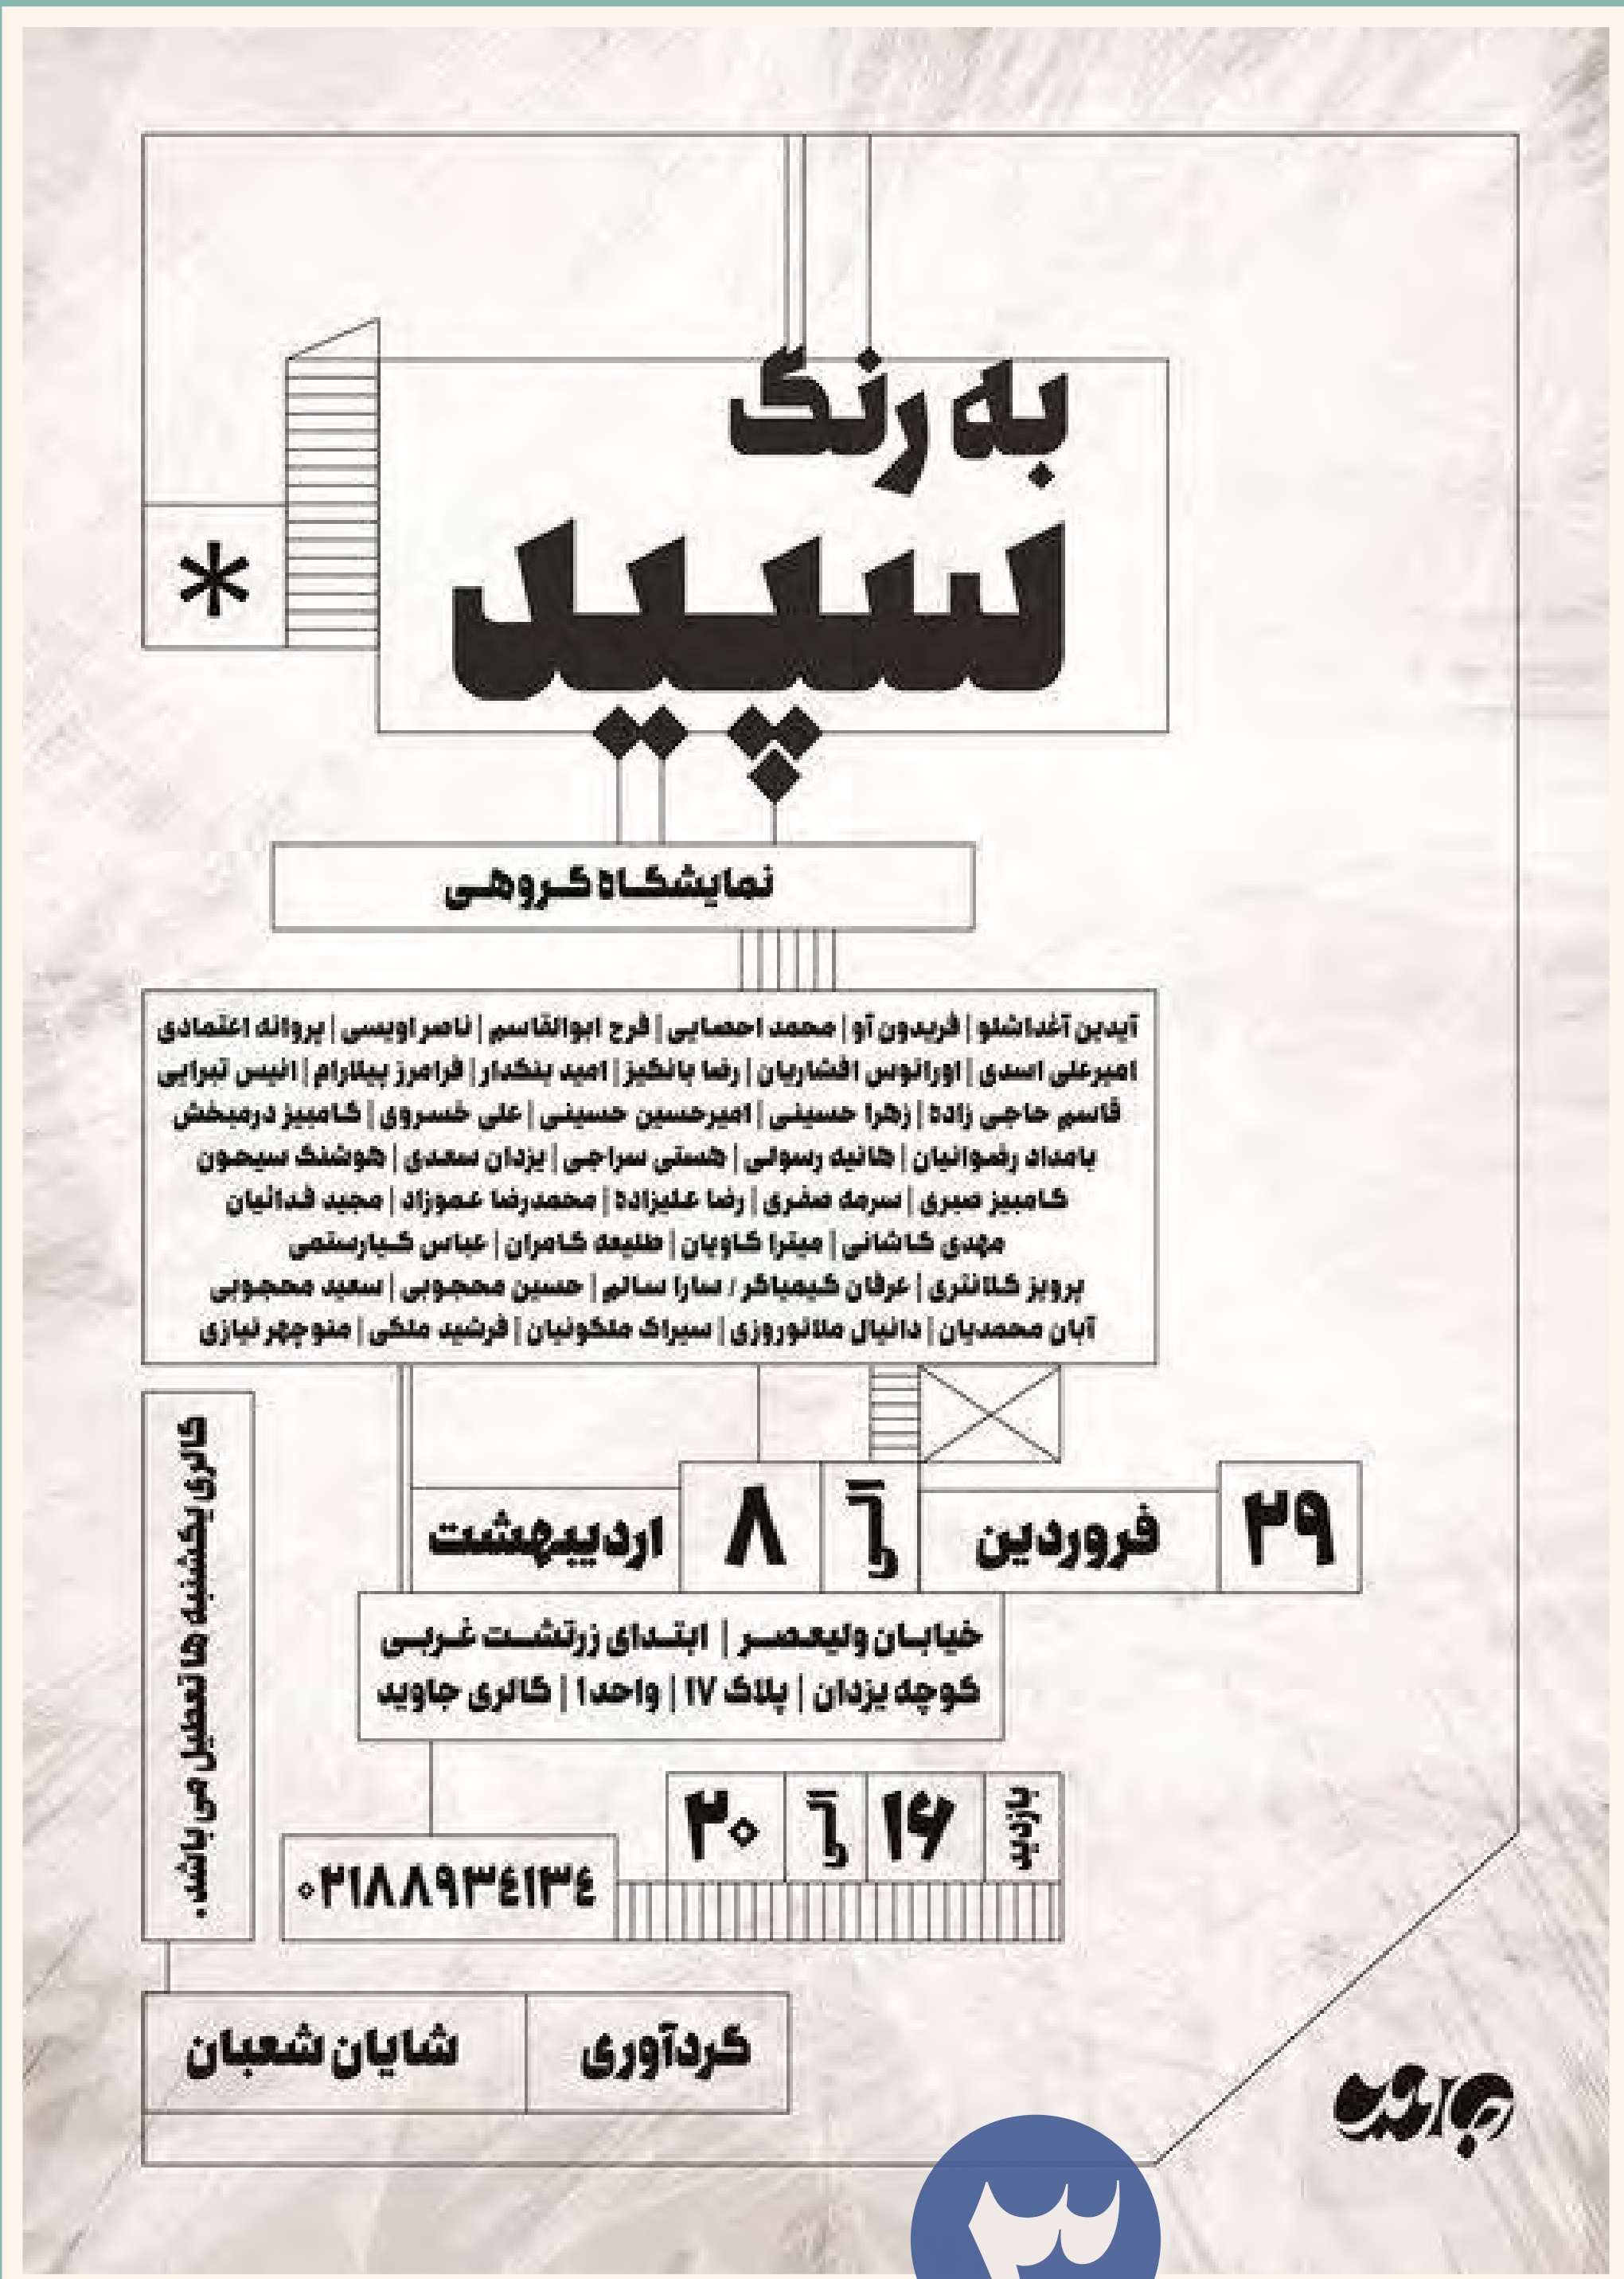 به رنگ
سپید
*
نمایشگاه گروهی
آیدین آغداشلو | فریدون آو | محمد احصایی | فرح ابوالقاسم | ناصر اویسی | پروانه اعتمادی
امیرعلی اسدی | اورانوس افشاریان | رضا بانگیز | امید بنکدار | فرامرز پیلارام | انیس تبرایی
قاسم حاجی زاده | زهرا حسینی | امیرحسین حسینی | علی خسروی | کامبیز درمبخش
بامداد رضوانیان | هانیه رسولی | هستی سراجی | یزدان سعدی | هوشنگ سیحون
کامبیز صبری | سرمه صفری | رضا علیزاده | محمدرضا عموزاد | مجید فدائیان
مهدی کاشانی | میترا کاویان | طلیعه کامران | عباس کیارستمی
پرویز کلانتری | عرفان کیمیاگر / سارا سالم | حسین محجوبی | سعید محجوبی
آبان محمدیان | دانیال ملانوروزی | سیراک ملکونیان | فرشید ملکی | منوچهر نیازی
۲۹ فروردین تا ۸ اردیبهشت
خیابان ولیعصر | ابتدای زرتشت غربی
کوچه یزدان | پلاک ۱۷ | واحد ۱ | گالری جاوید
بازدید ۱۶ تا ۲۰
۰۲۱۸۸۹۳٤۱۳٤
گالری یکشنبه ها تعطیل می باشد.
گردآوری شایان شعبان
جاوید
۳